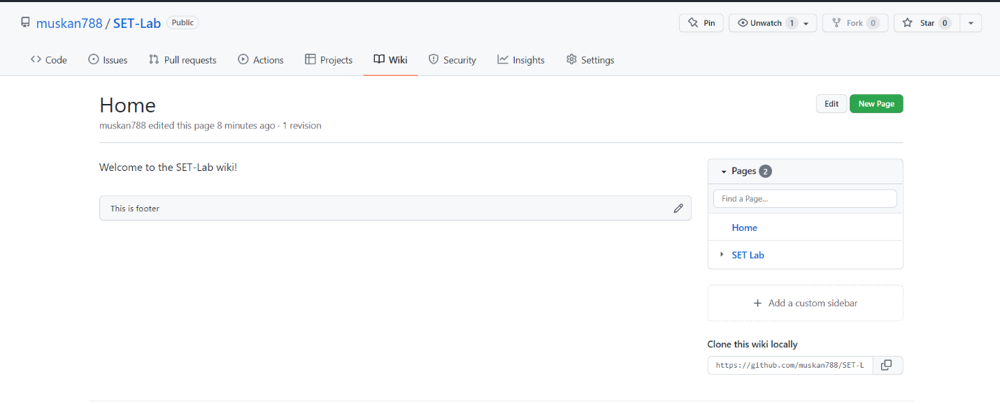 muskan788 / SET-Lab Public
Pin Unwatch 1 Fork 0 Star 0
Code Issues Pull requests Actions Projects Wiki Security Insights Settings
Home
Edit New Page
muskan788 edited this page 8 minutes ago · 1 revision
Welcome to the SET-Lab wiki!
This is footer
Pages 2
Find a Page...
Home
SET Lab
+ Add a custom sidebar
Clone this wiki locally
https://github.com/muskan788/SET-L